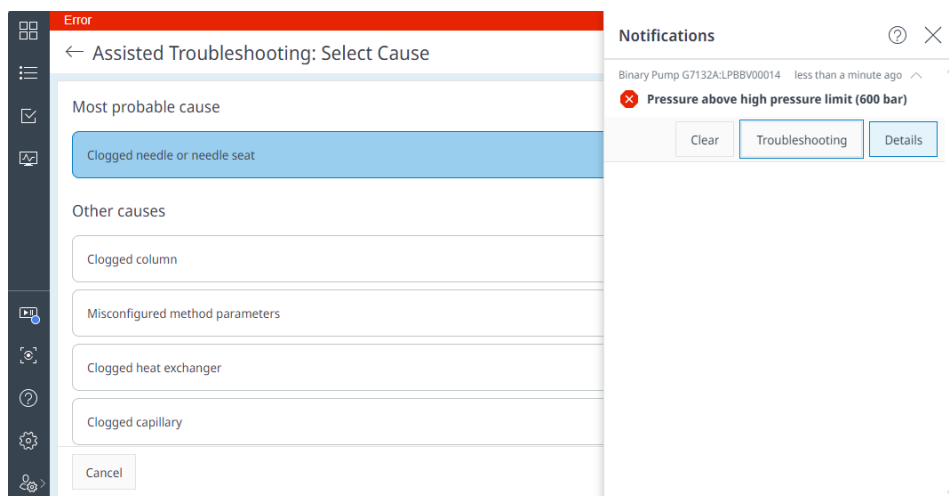 Error
Assisted Troubleshooting: Select Cause
Most probable cause
Clogged needle or needle seat
Other causes
Clogged column
Misconfigured method parameters
Clogged heat exchanger
Clogged capillary
Cancel
Notifications
Binary Pump G7132A:LPBBV00014 less than a minute ago
Pressure above high pressure limit (600 bar)
Clear Troubleshooting Details